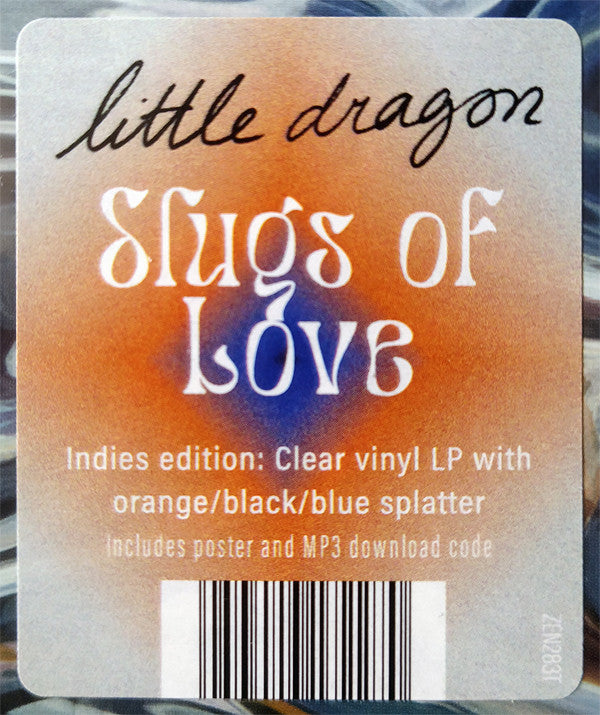 little dragon
Slugs of
Love
Indies edition: Clear vinyl LP with
orange/black/blue splatter
includes poster and MP3 download code
ZEN283T